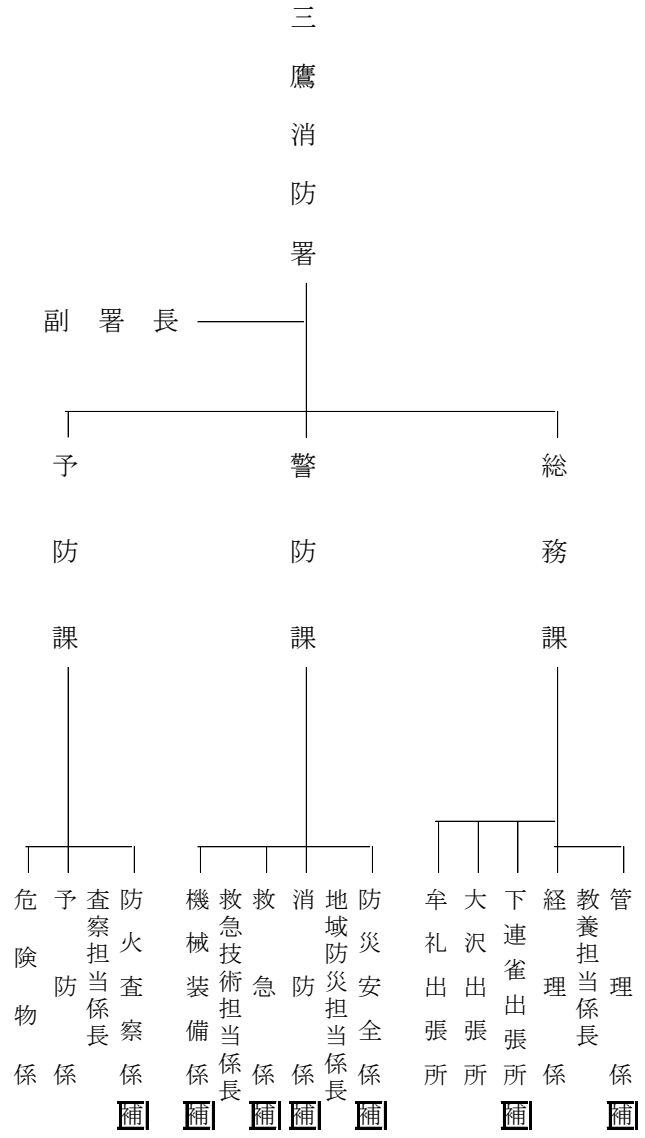 三鷹消防署
副署長
総務課
警防課
予防課
管理係 補
教養担当係長
経理係
下連雀出張所 補
大沢出張所
牟礼出張所
防災安全係 補
地域防災担当係長
消防係 補
救急係 補
救急技術担当係長
機械装備係 補
防火査察係 補
査察担当係長
予防係
危険物係